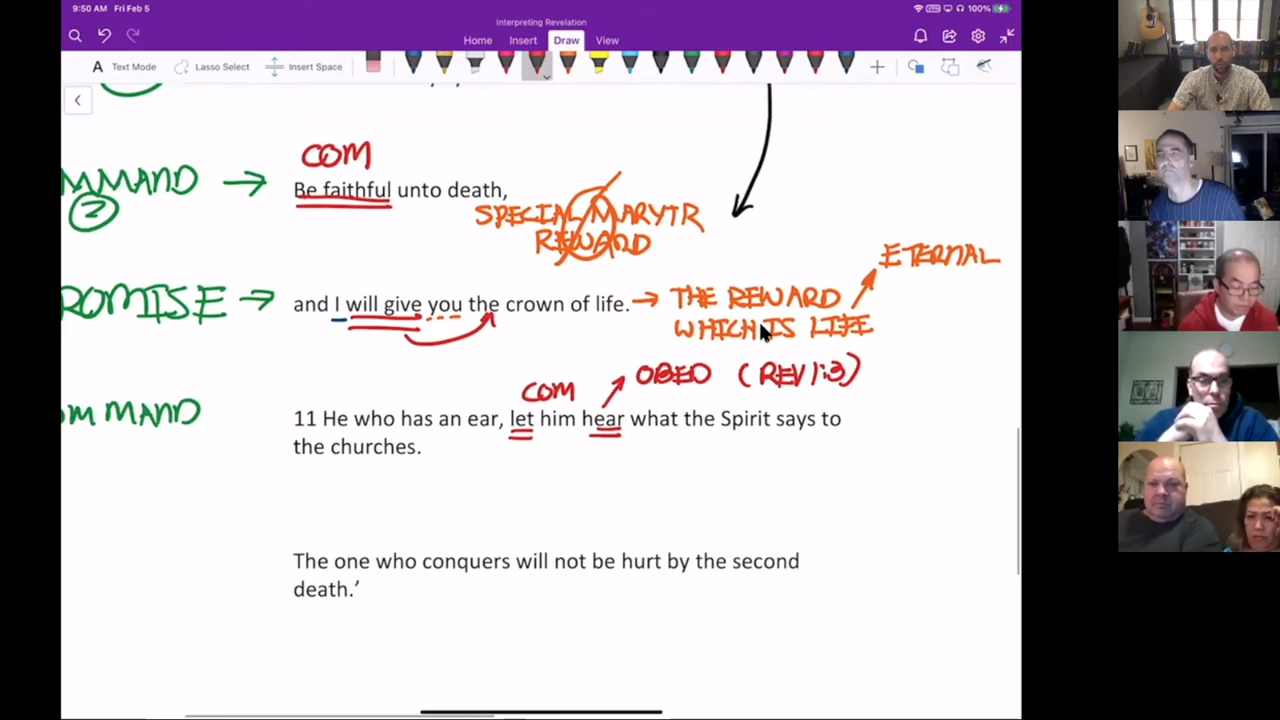 9:50 AM Fri Feb 5
VPN 100%
Interpreting Revelation
Home Insert Draw View
Text Mode Lasso Select Insert Space
COM
MMAND → Be faithful unto death,
2
SPECIAL MARYTR
REWARD
ETERNAL
ROMISE → and I will give you the crown of life. → THE REWARD
WHICH IS LIFE
COM OBED (REV 1:3)
OMMAND 11 He who has an ear, let him hear what the Spirit says to
the churches.
The one who conquers will not be hurt by the second
death.’